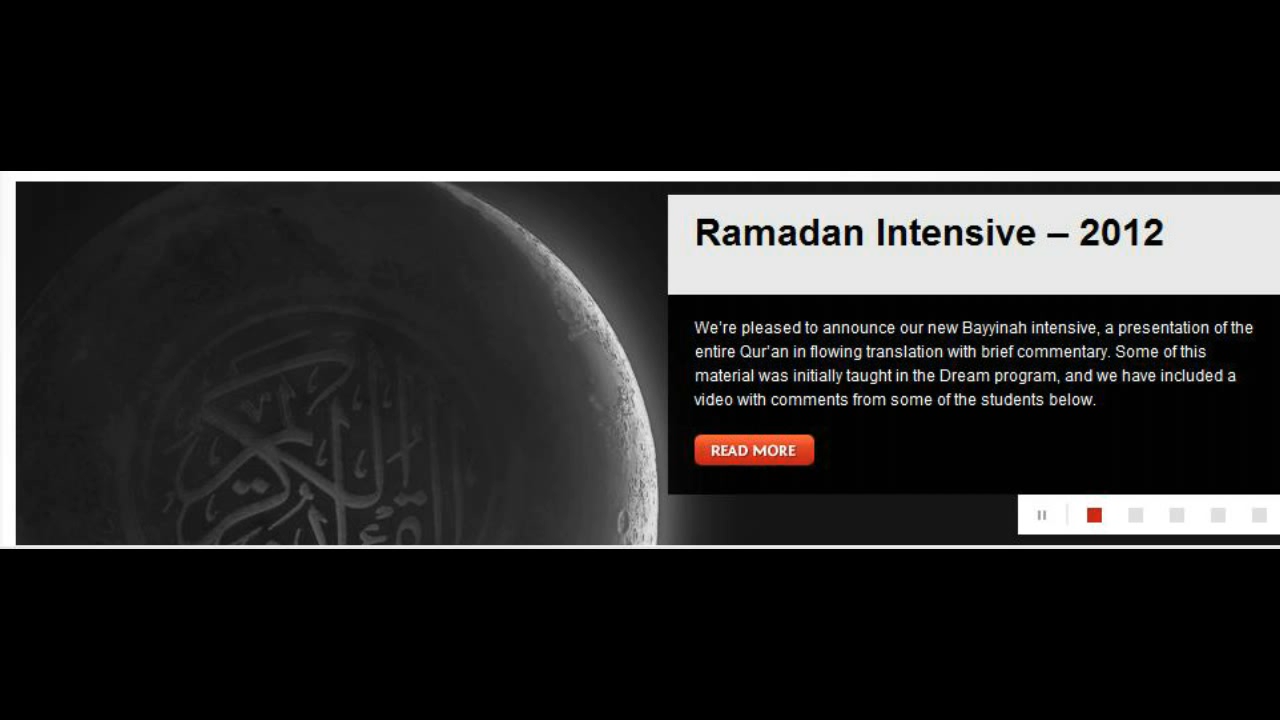 Ramadan Intensive – 2012
We're pleased to announce our new Bayyinah intensive, a presentation of the
entire Qur'an in flowing translation with brief commentary. Some of this
material was initially taught in the Dream program, and we have included a
video with comments from some of the students below.
READ MORE